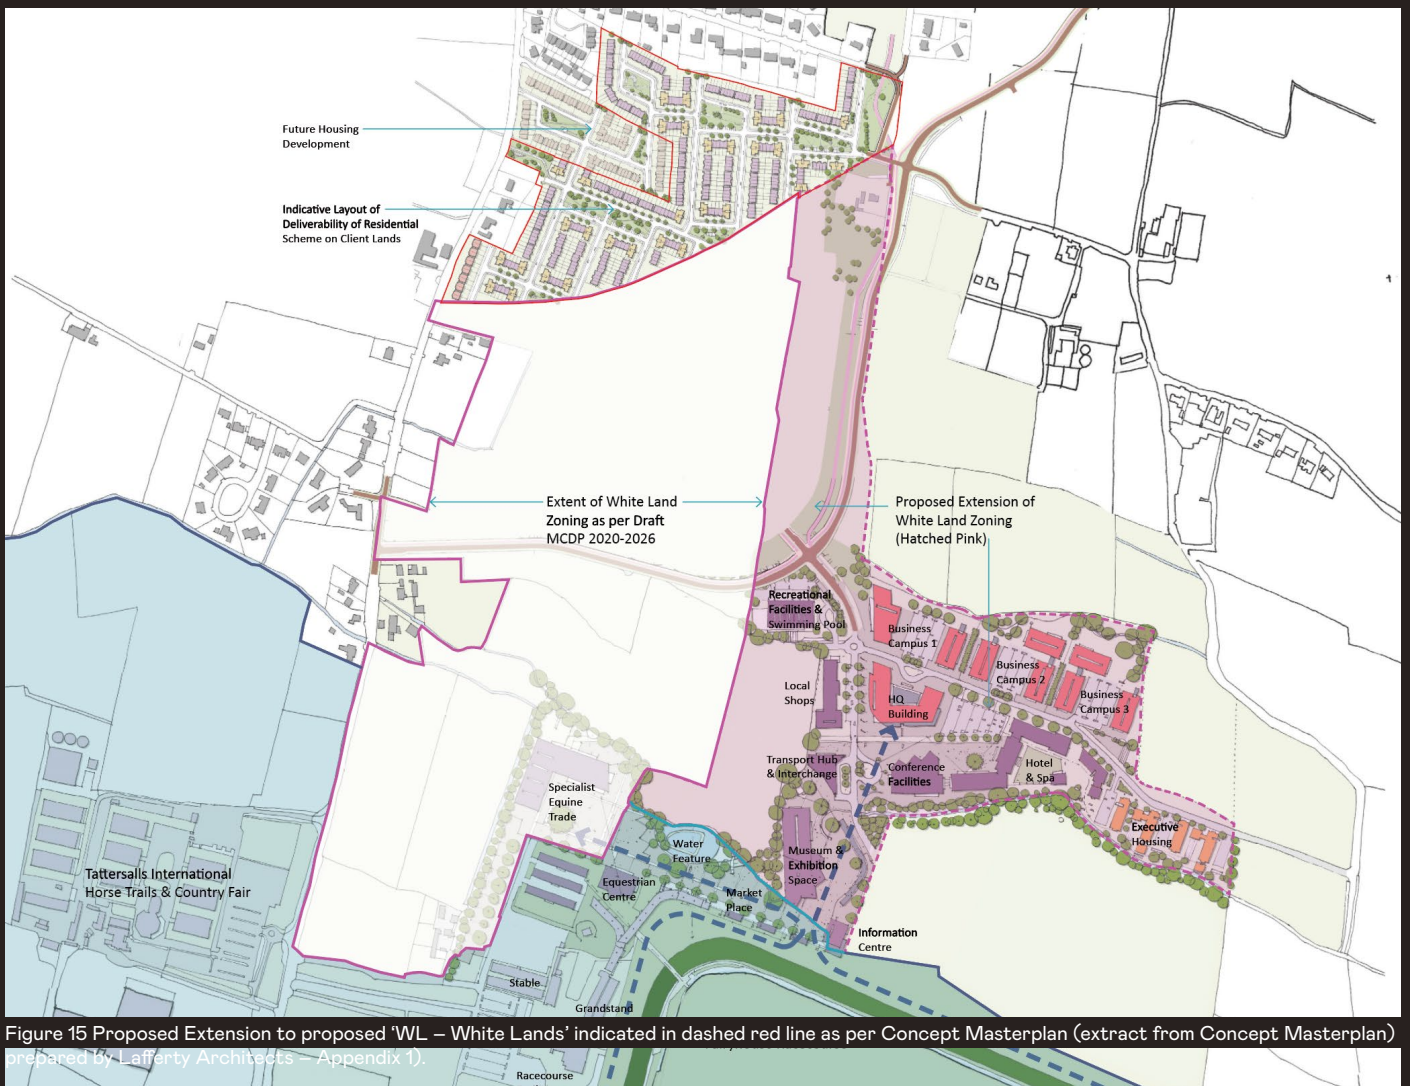 Future Housing
Development
Indicative Layout of
Deliverability of Residential
Scheme on Client Lands
Extent of White Land
Zoning as per Draft
MCDP 2020-2026
Proposed Extension of
White Land Zoning
(Hatched Pink)
Recreational
Facilities &
Swimming Pool
Business
Campus 1
Business
Campus 2
Business
Campus 3
Local
Shops
HQ
Building
Transport Hub
& Interchange
Conference
Facilities
Hotel
& Spa
Specialist
Equine
Trade
Executive
Housing
Water
Feature
Museum &
Exhibition
Space
Tattersalls International
Horse Trails & Country Fair
Equestrian
Centre
Market
Place
Information
Centre
Stable
Grandstand
Figure 15 Proposed Extension to proposed ‘WL – White Lands’ indicated in dashed red line as per Concept Masterplan (extract from Concept Masterplan)
prepared by Lafferty Architects – Appendix 1).
Racecourse